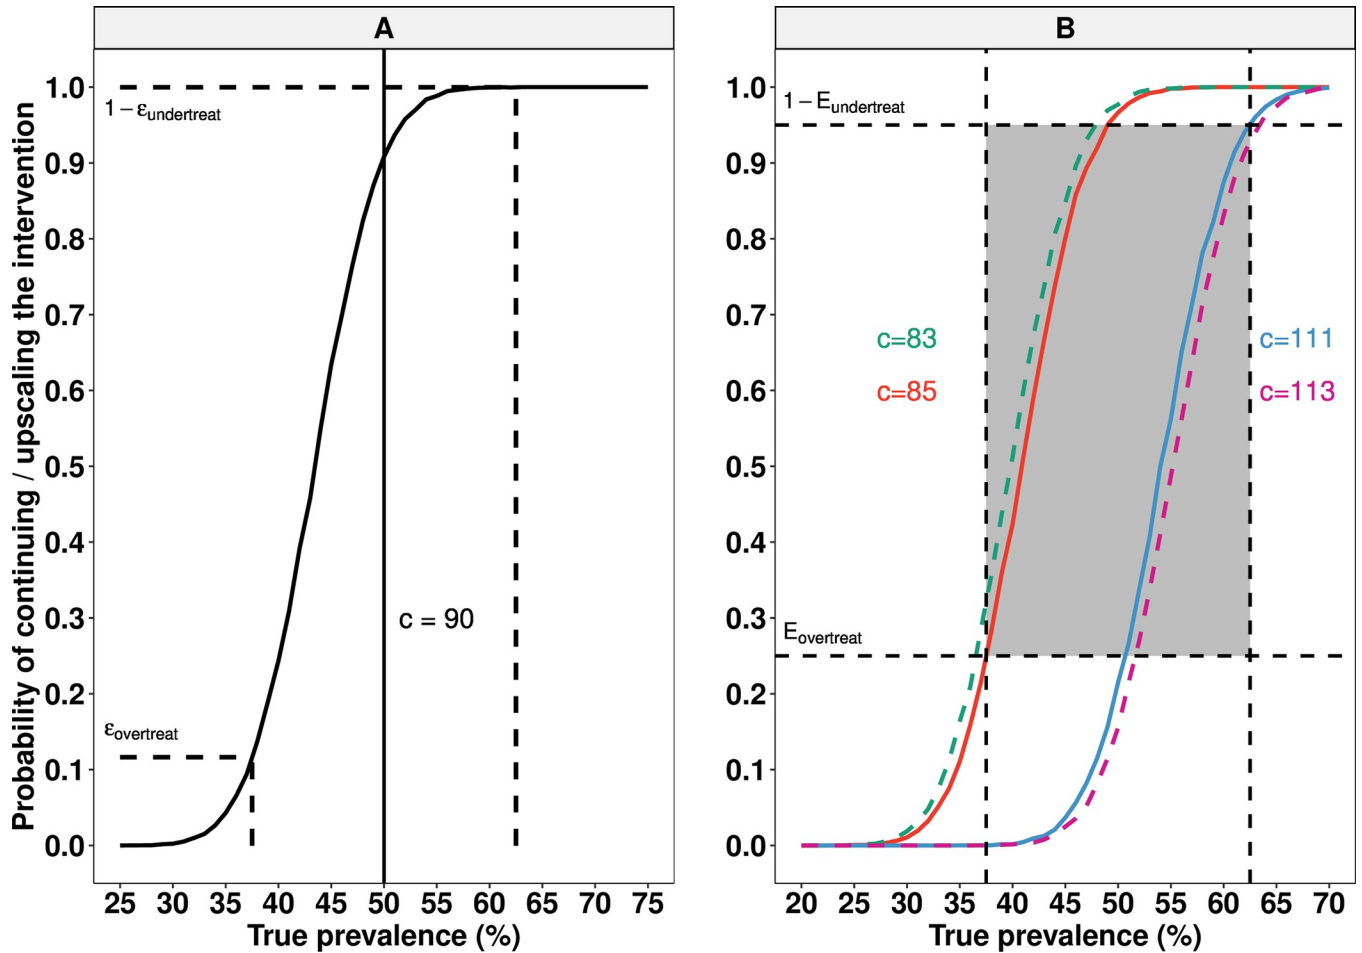 A
B
Probability of continuing / upscaling the intervention
1.0
0.9
0.8
0.7
0.6
0.5
0.4
0.3
0.2
0.1
0.0
1−εundertreat
εovertreat
c = 90
25 30 35 40 45 50 55 60 65 70 75
True prevalence (%)
1.0
0.9
0.8
0.7
0.6
0.5
0.4
0.3
0.2
0.1
0.0
1−Eundertreat
Eovertreat
c=83
c=85
c=111
c=113
20 25 30 35 40 45 50 55 60 65 70
True prevalence (%)